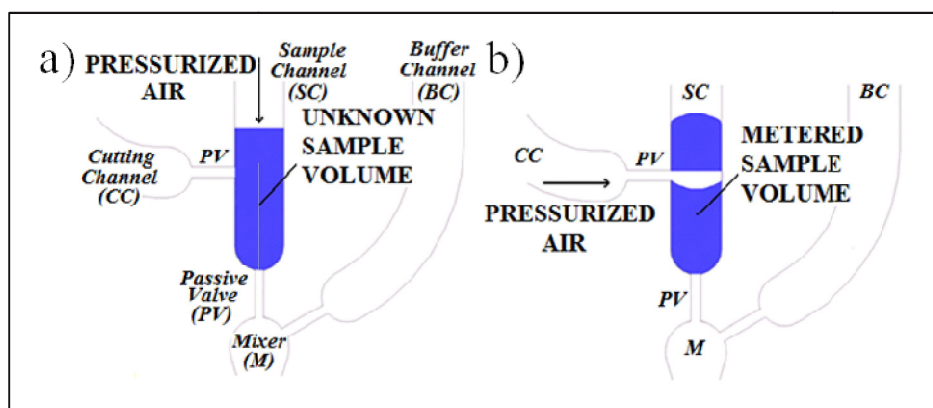 a)
PRESSURIZED
AIR
Sample
Channel
(SC)
Buffer
Channel
(BC)
UNKNOWN
SAMPLE
VOLUME
PV
Cutting
Channel
(CC)
Passive
Valve
(PV)
Mixer
(M)
b)
SC
BC
METERED
SAMPLE
VOLUME
CC
PV
PRESSURIZED
AIR
PV
M